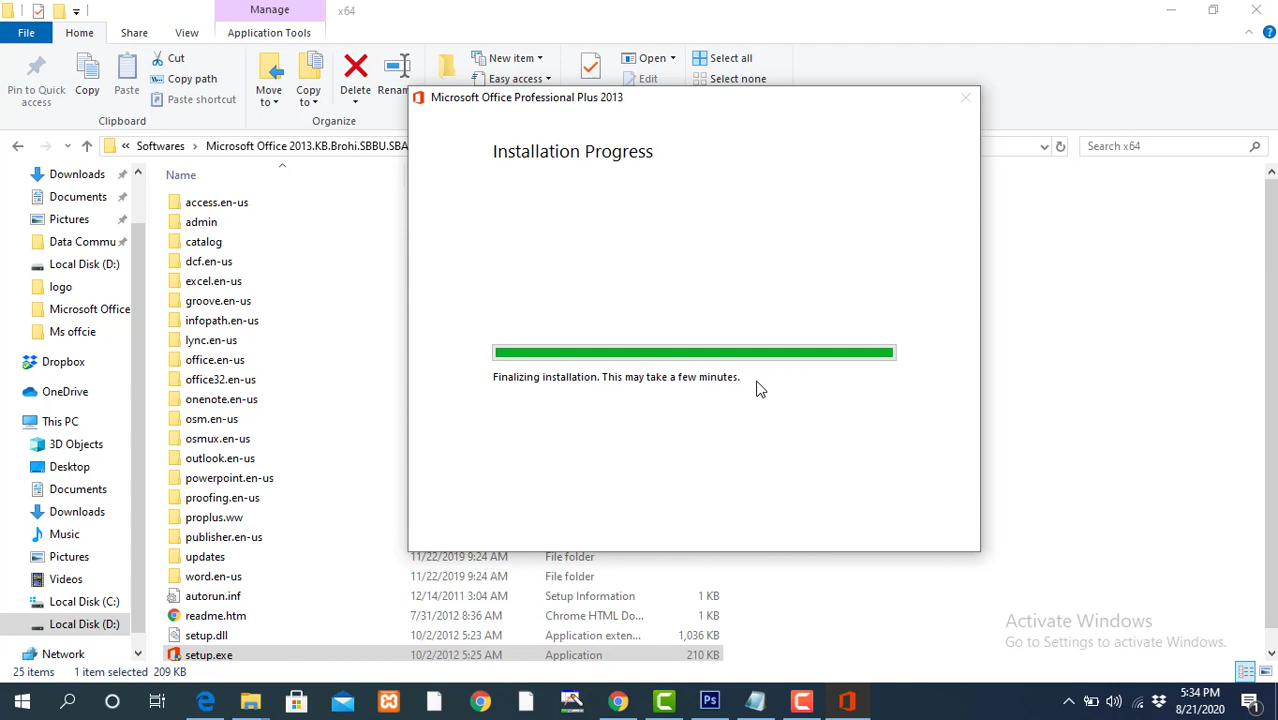 Manage
x64
File
Home
Share
View
Application Tools
Pin to Quick access
Copy
Paste
Cut
Copy path
Paste shortcut
Clipboard
Move to
Copy to
Delete
Renam
Organize
New item
Easy access
Open
Edit
Select all
Select none
« Softwares > Microsoft Office 2013.KB.Brohi.SBBU.SBA
Search x64
Downloads
Documents
Pictures
Data Commu
Local Disk (D:)
logo
Microsoft Office
Ms offcie
Dropbox
OneDrive
This PC
3D Objects
Desktop
Documents
Downloads
Music
Pictures
Videos
Local Disk (C:)
Local Disk (D:)
Network
Name
access.en-us
admin
catalog
dcf.en-us
excel.en-us
groove.en-us
infopath.en-us
lync.en-us
office.en-us
office32.en-us
onenote.en-us
osm.en-us
osmux.en-us
outlook.en-us
powerpoint.en-us
proofing.en-us
proplus.ww
publisher.en-us
updates 11/22/2019 9:24 AM File folder
word.en-us 11/22/2019 9:24 AM File folder
autorun.inf 12/14/2011 3:04 AM Setup Information 1 KB
readme.htm 7/31/2012 8:36 AM Chrome HTML Do... 1 KB
setup.dll 10/2/2012 5:23 AM Application exten... 1,036 KB
setup.exe 10/2/2012 5:25 AM Application 210 KB
Microsoft Office Professional Plus 2013
Installation Progress
Finalizing installation. This may take a few minutes.
Activate Windows
Go to Settings to activate Windows.
25 items 1 item selected 209 KB
5:34 PM
8/21/2020
1